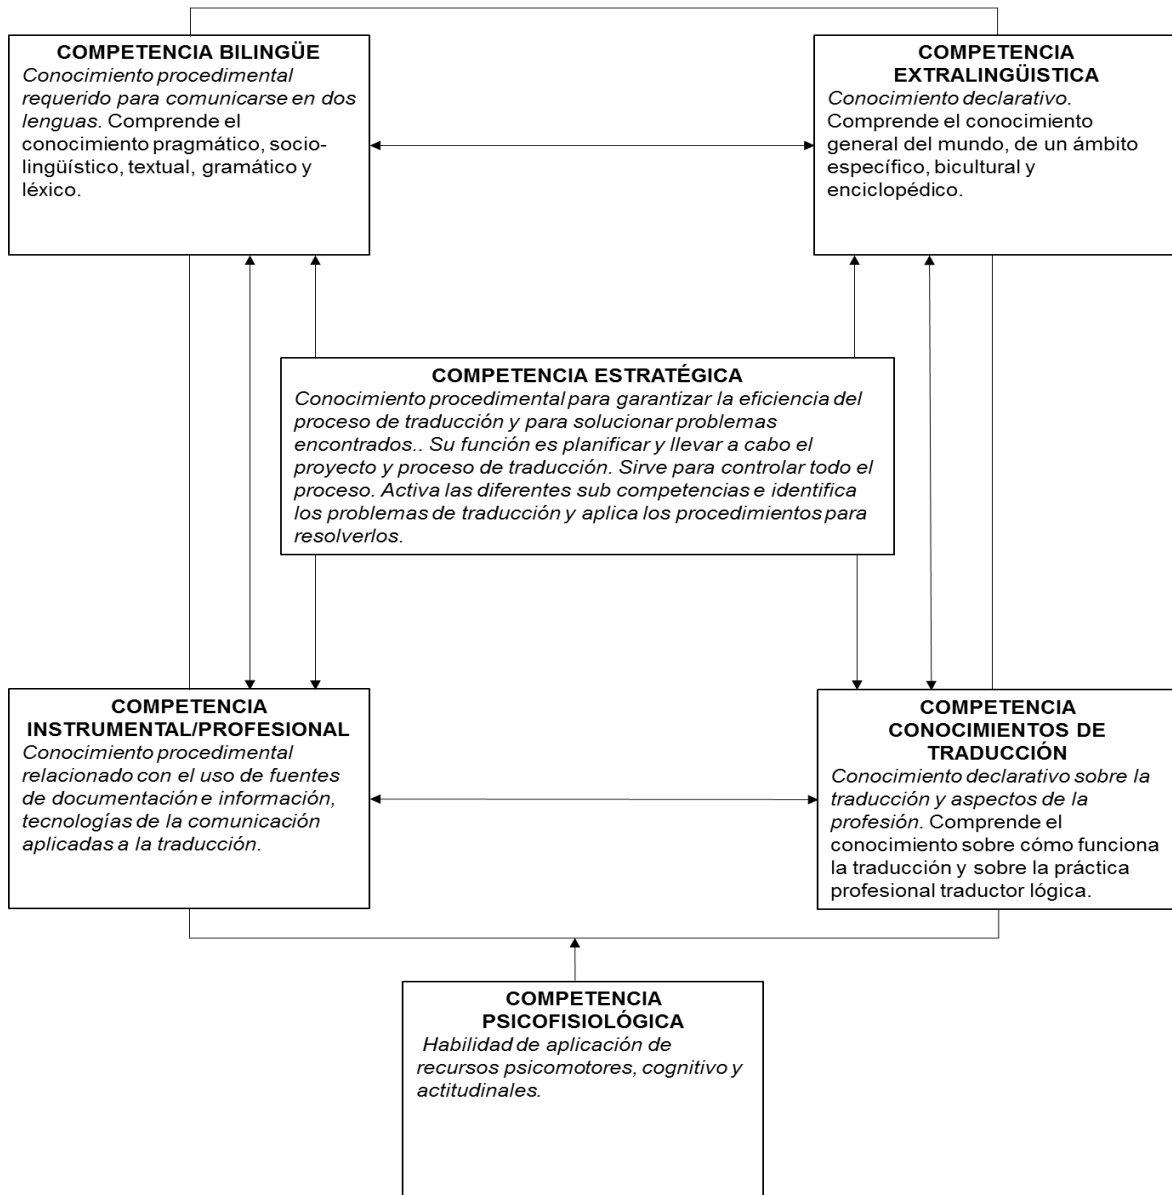 COMPETENCIA BILINGÜE
Conocimiento procedimental
requerido para comunicarse en dos
lenguas. Comprende el
conocimiento pragmático, socio-
lingüístico, textual, gramático y
léxico.
COMPETENCIA
EXTRALINGÜISTICA
Conocimiento declarativo.
Comprende el conocimiento
general del mundo, de un ámbito
específico, bicultural y
enciclopédico.
COMPETENCIA ESTRATÉGICA
Conocimiento procedimental para garantizar la eficiencia del
proceso de traducción y para solucionar problemas
encontrados.. Su función es planificar y llevar a cabo el
proyecto y proceso de traducción. Sirve para controlar todo el
proceso. Activa las diferentes sub competencias e identifica
los problemas de traducción y aplica los procedimientos para
resolverlos.
COMPETENCIA
INSTRUMENTAL/PROFESIONAL
Conocimiento procedimental
relacionado con el uso de fuentes
de documentación e información,
tecnologías de la comunicación
aplicadas a la traducción.
COMPETENCIA
CONOCIMIENTOS DE
TRADUCCIÓN
Conocimiento declarativo sobre la
traducción y aspectos de la
profesión. Comprende el
conocimiento sobre cómo funciona
la traducción y sobre la práctica
profesional traductor lógica.
COMPETENCIA
PSICOFISIOLÓGICA
Habilidad de aplicación de
recursos psicomotores, cognitivo y
actitudinales.